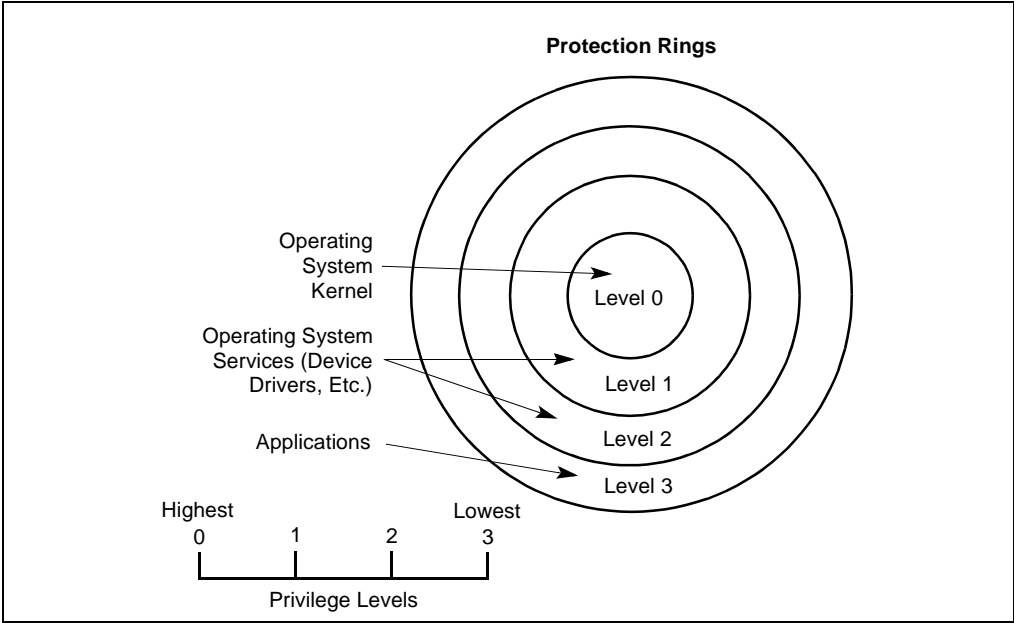 Protection Rings
Operating
System
Kernel
Level 0
Operating System
Services (Device
Drivers, Etc.)
Level 1
Level 2
Applications
Level 3
Highest
Lowest
0
1
2
3
Privilege Levels